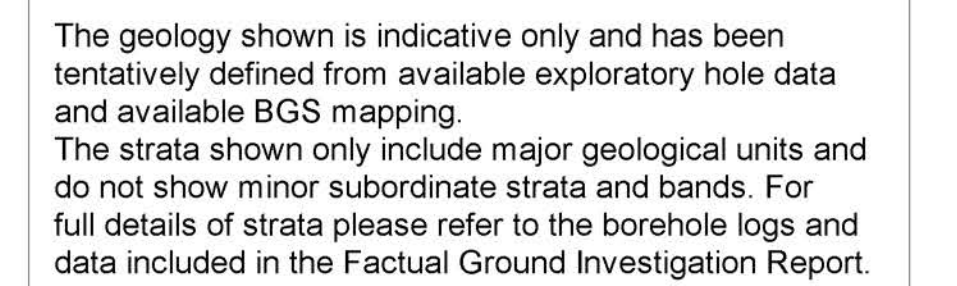 The geology shown is indicative only and has been
tentatively defined from available exploratory hole data
and available BGS mapping.
The strata shown only include major geological units and
do not show minor subordinate strata and bands. For
full details of strata please refer to the borehole logs and
data included in the Factual Ground Investigation Report.